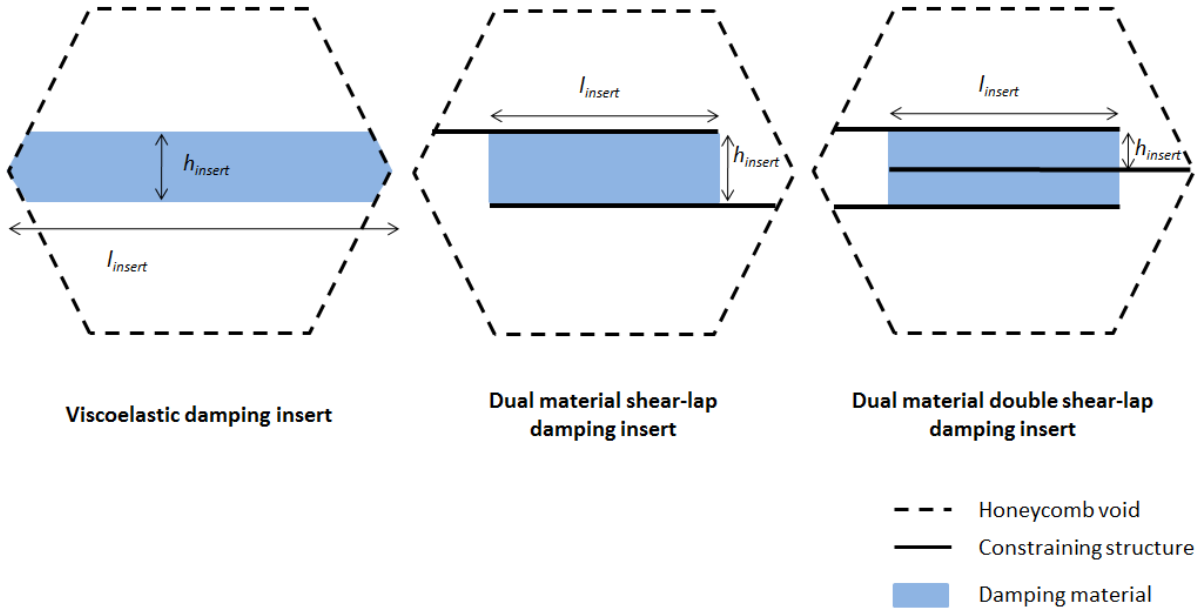 l_insert
h_insert
l_insert
h_insert
l_insert
h_insert
Viscoelastic damping insert
Dual material shear-lap
damping insert
Dual material double shear-lap
damping insert
Honeycomb void
Constraining structure
Damping material